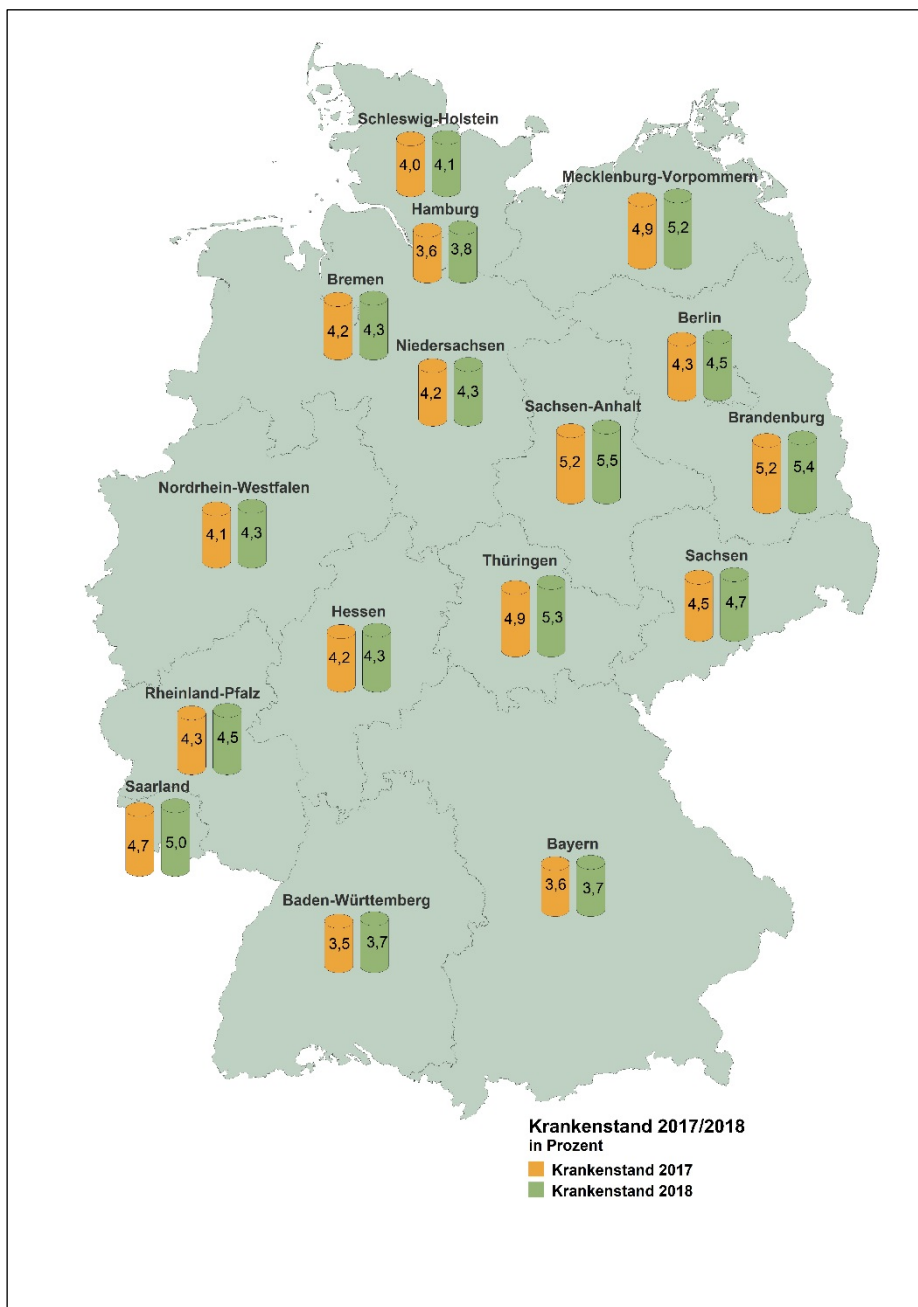 Schleswig-Holstein
4,0 4,1
Mecklenburg-Vorpommern
4,9 5,2
Hamburg
3,6 3,8
Bremen
4,2 4,3
Berlin
4,3 4,5
Niedersachsen
4,2 4,3
Sachsen-Anhalt
5,2 5,5
Brandenburg
5,2 5,4
Nordrhein-Westfalen
4,1 4,3
Thüringen
4,9 5,3
Sachsen
4,5 4,7
Hessen
4,2 4,3
Rheinland-Pfalz
4,3 4,5
Saarland
4,7 5,0
Bayern
3,6 3,7
Baden-Württemberg
3,5 3,7
Krankenstand 2017/2018
in Prozent
Krankenstand 2017
Krankenstand 2018